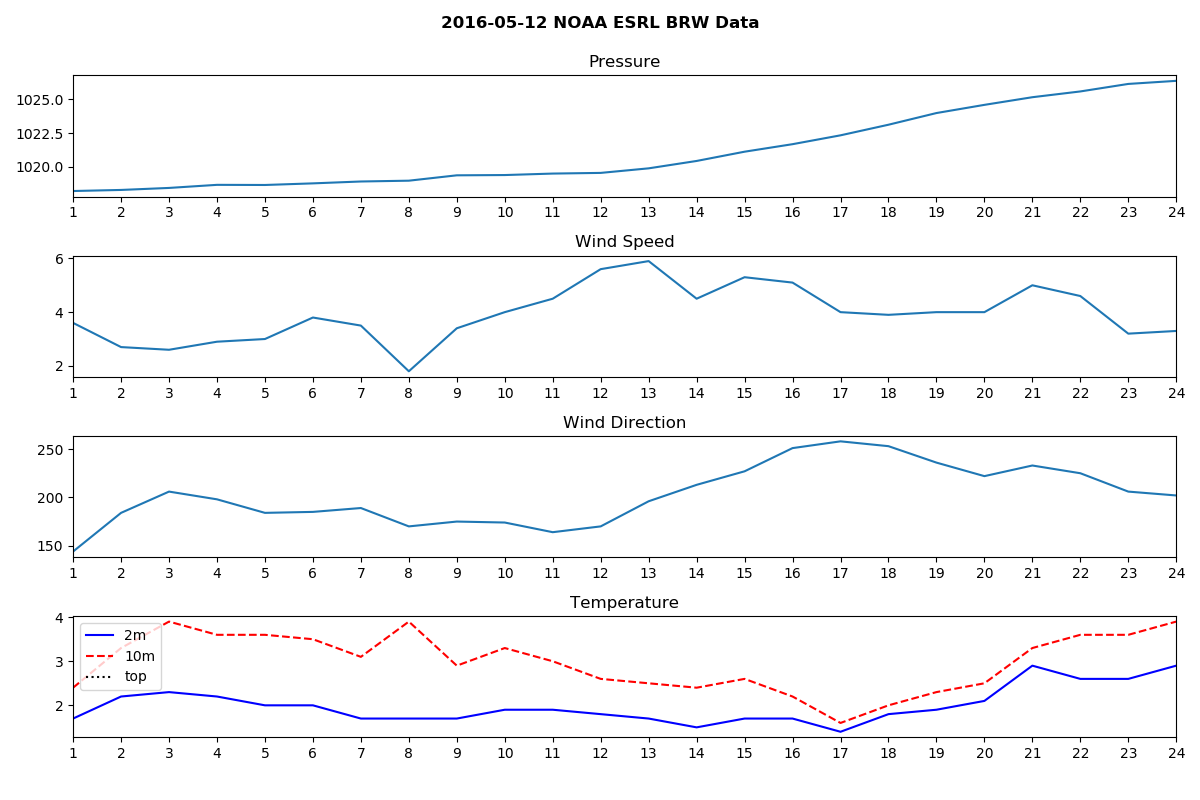 2016-05-12 NOAA ESRL BRW Data
Pressure
1025.0
1022.5
1020.0
1 2 3 4 5 6 7 8 9 10 11 12 13 14 15 16 17 18 19 20 21 22 23 24
Wind Speed
6
4
2
1 2 3 4 5 6 7 8 9 10 11 12 13 14 15 16 17 18 19 20 21 22 23 24
Wind Direction
250
200
150
1 2 3 4 5 6 7 8 9 10 11 12 13 14 15 16 17 18 19 20 21 22 23 24
Temperature
4
3
2
2m
10m
top
1 2 3 4 5 6 7 8 9 10 11 12 13 14 15 16 17 18 19 20 21 22 23 24